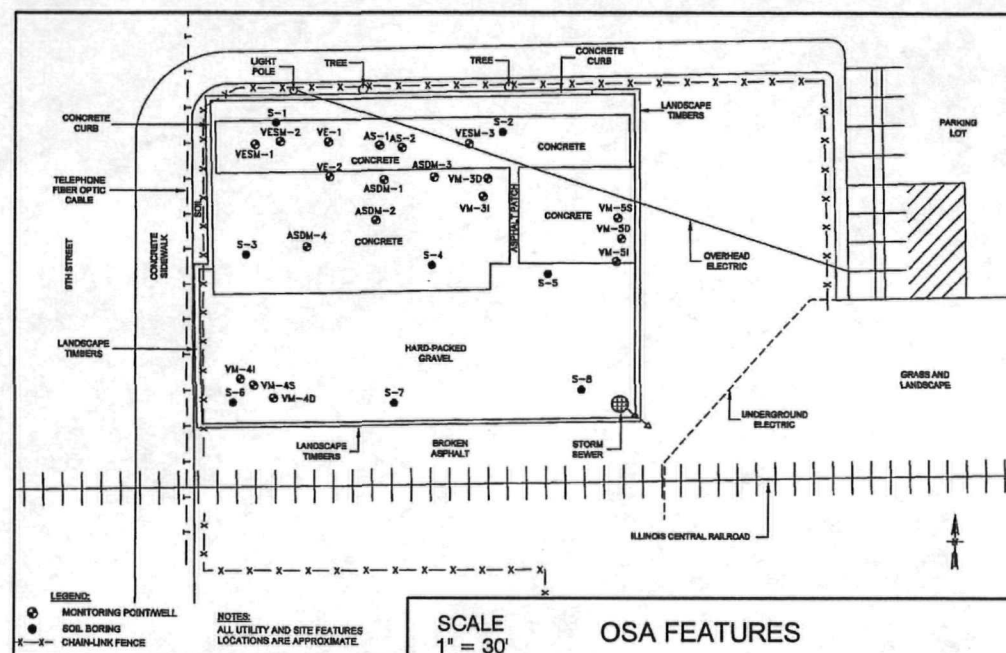 CONCRETE
CURB
LIGHT
POLE
TREE
TREE
CONCRETE
CURB
LANDSCAPE
TIMBERS
PARKING
LOT
S-1
VESM-2
VESM-1
VE-1
AS-1
AS-2
S-2
VESM-3
CONCRETE
CONCRETE
TELEPHONE
FIBER OPTIC
CABLE
VE-2
ASDM-3
VM-3D
ASDM-1
VM-3I
SOIL
ASPHALT PATCH
ASDM-2
CONCRETE
CONCRETE
VM-5S
VM-5D
VM-5I
ASDM-4
S-3
S-4
S-5
9TH STREET
CONCRETE
SIDEWALK
OVERHEAD
ELECTRIC
LANDSCAPE
TIMBERS
HARD-PACKED
GRAVEL
VM-4I
VM-4S
S-6
VM-4D
S-7
S-8
GRASS AND
LANDSCAPE
UNDERGROUND
ELECTRIC
LANDSCAPE
TIMBERS
BROKEN
ASPHALT
STORM
SEWER
ILLINOIS CENTRAL RAILROAD
LEGEND:
MONITORING POINT/WELL
SOIL BORING
CHAIN-LINK FENCE
NOTES:
ALL UTILITY AND SITE FEATURES
LOCATIONS ARE APPROXIMATE.
SCALE
1" = 30'
OSA FEATURES